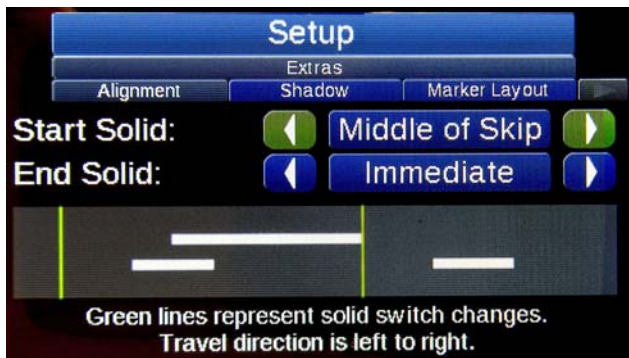 Setup
Extras
Alignment Shadow Marker Layout
Start Solid: Middle of Skip
End Solid: Immediate
Green lines represent solid switch changes.
Travel direction is left to right.